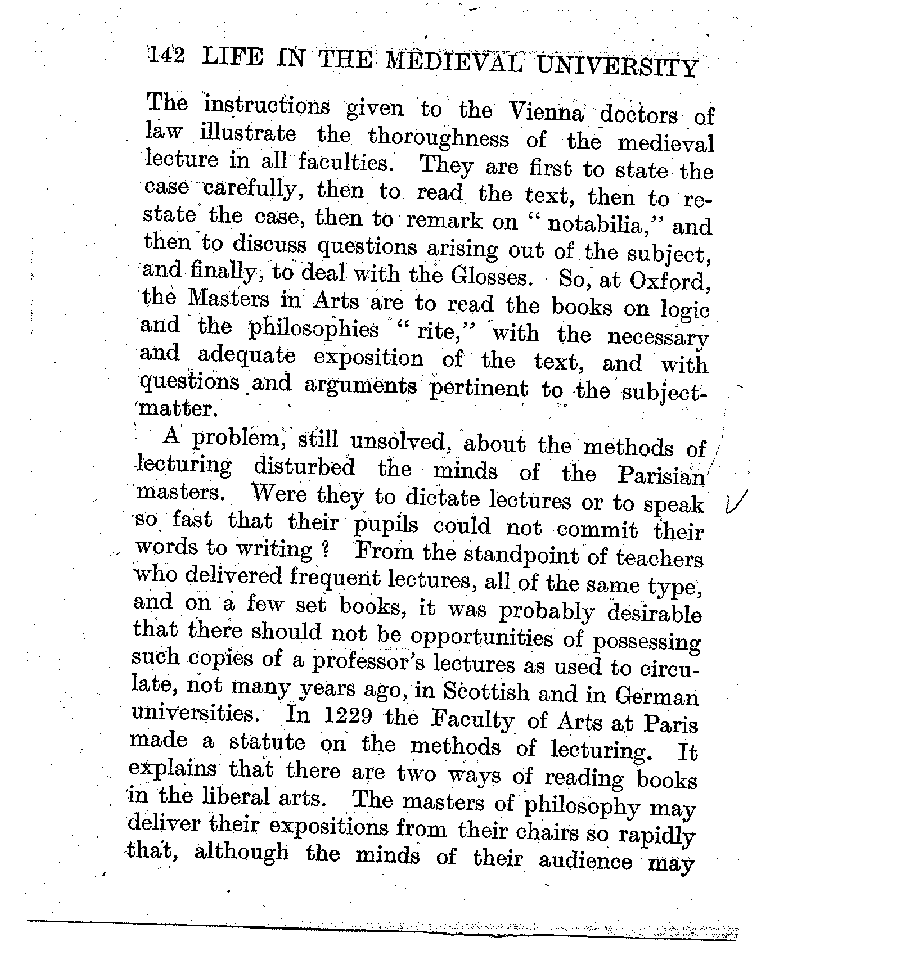 142 LIFE IN THE MEDIEVAL UNIVERSITY
The instructions given to the Vienna doctors of
law illustrate the thoroughness of the medieval
lecture in all faculties. They are first to state the
case carefully, then to read the text, then to re-
state the case, then to remark on “ notabilia,” and
then to discuss questions arising out of the subject,
and finally, to deal with the Glosses. So, at Oxford,
the Masters in Arts are to read the books on logic
and the philosophies “ rite,” with the necessary
and adequate exposition of the text, and with
questions and arguments pertinent to the subject-
matter.
A problem, still unsolved, about the methods of
lecturing disturbed the minds of the Parisian
masters. Were they to dictate lectures or to speak
so fast that their pupils could not commit their
words to writing ? From the standpoint of teachers
who delivered frequent lectures, all of the same type,
and on a few set books, it was probably desirable
that there should not be opportunities of possessing
such copies of a professor’s lectures as used to circu-
late, not many years ago, in Scottish and in German
universities. In 1229 the Faculty of Arts at Paris
made a statute on the methods of lecturing. It
explains that there are two ways of reading books
in the liberal arts. The masters of philosophy may
deliver their expositions from their chairs so rapidly
that, although the minds of their audience may